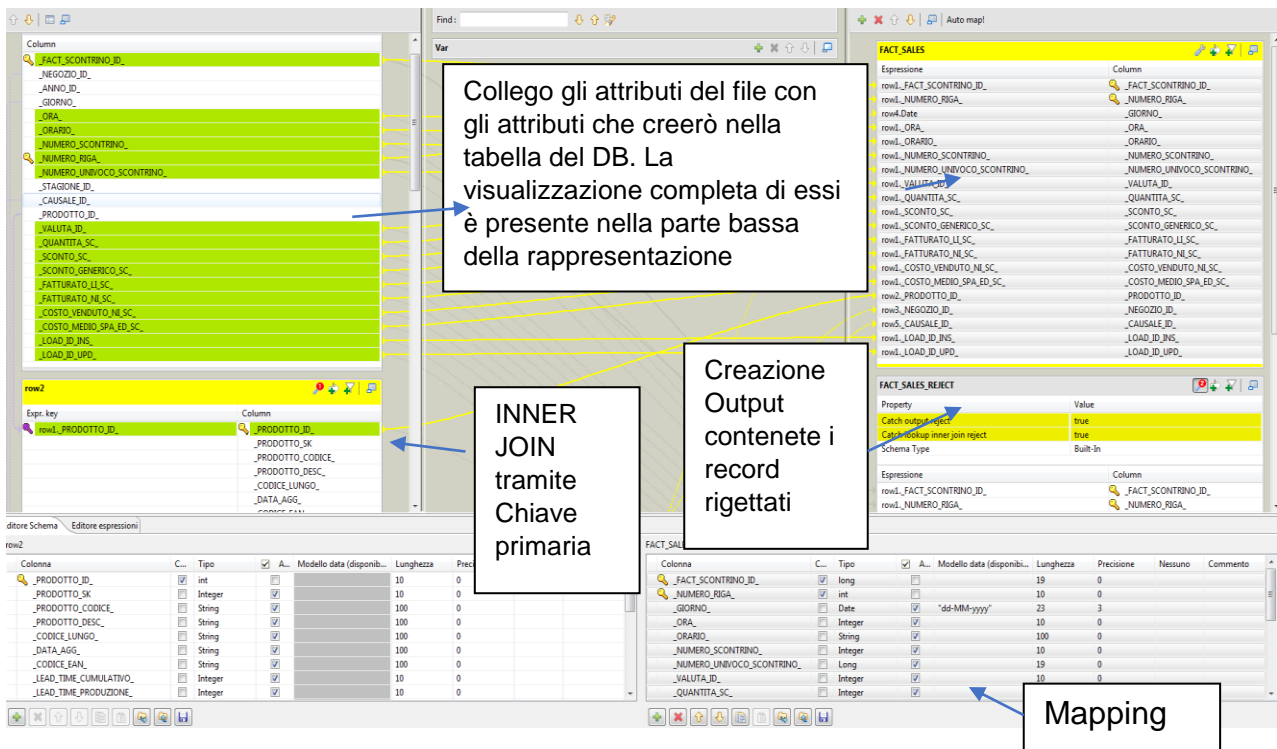 Find :
Auto map!
Column
_FACT_SCONTRINO_ID_
_NEGOZIO_ID_
_ANNO_ID_
_GIORNO_
_ORA_
_ORARIO_
_NUMERO_SCONTRINO_
_NUMERO_RIGA_
_NUMERO_UNIVOCO_SCONTRINO_
_STAGIONE_ID_
_CAUSALE_ID_
_PRODOTTO_ID_
_VALUTA_ID_
_QUANTITA_SC_
_SCONTO_SC_
_SCONTO_GENERICO_SC_
_FATTURATO_LI_SC_
_FATTURATO_NI_SC_
_COSTO_VENDUTO_NI_SC_
_COSTO_MEDIO_SPA_ED_SC_
_LOAD_ID_INS_
_LOAD_ID_UPD_
row2
Expr. key Column
row1._PRODOTTO_ID_ _PRODOTTO_ID_
_PRODOTTO_SK
_PRODOTTO_CODICE_
_PRODOTTO_DESC_
_CODICE_LUNGO_
_DATA_AGG_
Var
Collego gli attributi del file con
gli attributi che creerò nella
tabella del DB. La
visualizzazione completa di essi
è presente nella parte bassa
della rappresentazione
INNER
JOIN
tramite
Chiave
primaria
Creazione
Output
contenete i
record
rigettati
FACT_SALES
Espressione Column
row1._FACT_SCONTRINO_ID_ _FACT_SCONTRINO_ID_
row1._NUMERO_RIGA_ _NUMERO_RIGA_
row4.Date _GIORNO_
row1._ORA_ _ORA_
row1._ORARIO_ _ORARIO_
row1._NUMERO_SCONTRINO_ _NUMERO_SCONTRINO_
row1._NUMERO_UNIVOCO_SCONTRINO_ _NUMERO_UNIVOCO_SCONTRINO_
row1._VALUTA_ID_ _VALUTA_ID_
row1._QUANTITA_SC_ _QUANTITA_SC_
row1._SCONTO_SC_ _SCONTO_SC_
row1._SCONTO_GENERICO_SC_ _SCONTO_GENERICO_SC_
row1._FATTURATO_LI_SC_ _FATTURATO_LI_SC_
row1._FATTURATO_NI_SC_ _FATTURATO_NI_SC_
row1._COSTO_VENDUTO_NI_SC_ _COSTO_VENDUTO_NI_SC_
row1._COSTO_MEDIO_SPA_ED_SC_ _COSTO_MEDIO_SPA_ED_SC_
row2._PRODOTTO_ID_ _PRODOTTO_ID_
row3._NEGOZIO_ID_ _NEGOZIO_ID_
row5._CAUSALE_ID_ _CAUSALE_ID_
row1._LOAD_ID_INS_ _LOAD_ID_INS_
row1._LOAD_ID_UPD_ _LOAD_ID_UPD_
FACT_SALES_REJECT
Property Value
Catch output reject true
Catch lookup inner join reject true
Schema Type Built-In
Espressione Column
row1._FACT_SCONTRINO_ID_ _FACT_SCONTRINO_ID_
row1._NUMERO_RIGA_ _NUMERO_RIGA_
ditore Schema Editore espressioni
row2
Colonna C... Tipo A... Modello data (disponib... Lunghezza Preci
_PRODOTTO_ID_ int 10 0
_PRODOTTO_SK Integer 10 0
_PRODOTTO_CODICE_ String 100 0
_PRODOTTO_DESC_ String 100 0
_CODICE_LUNGO_ String 100 0
_DATA_AGG_ String 100 0
_CODICE_EAN_ String 100 0
_LEAD_TIME_CUMULATIVO_ Integer 10 0
_LEAD_TIME_PRODUZIONE_ Integer 10 0
FACT_SAL
Colonna C... Tipo A... Modello data (disponibi... Lunghezza Precisione Nessuno Commento
_FACT_SCONTRINO_ID_ long 19 0
_NUMERO_RIGA_ int 10 0
_GIORNO_ Date "dd-MM-yyyy" 23 3
_ORA_ Integer 10 0
_ORARIO_ String 100 0
_NUMERO_SCONTRINO_ Integer 10 0
_NUMERO_UNIVOCO_SCONTRINO_ Long 19 0
_VALUTA_ID_ Integer 10 0
_QUANTITA_SC_ Integer
Mapping